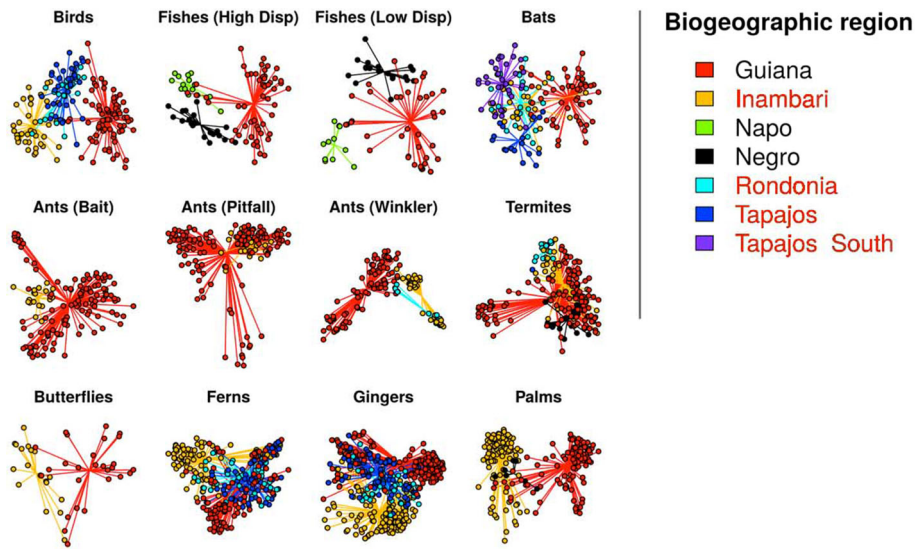 Birds
Fishes (High Disp)
Fishes (Low Disp)
Bats
Biogeographic region
Guiana
Inambari
Napo
Negro
Rondonia
Tapajos
Tapajos South
Ants (Bait)
Ants (Pitfall)
Ants (Winkler)
Termites
Butterflies
Ferns
Gingers
Palms